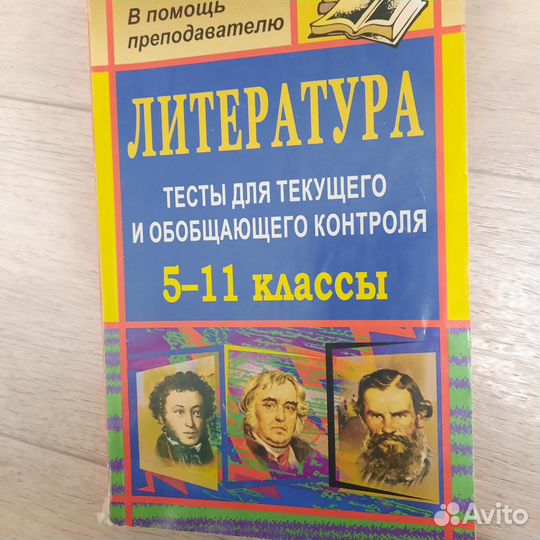 В помощь
преподавателю
ЛИТЕРАТУРА
ТЕСТЫ ДЛЯ ТЕКУЩЕГО
И ОБОБЩАЮЩЕГО КОНТРОЛЯ
5–11 классы
Avito